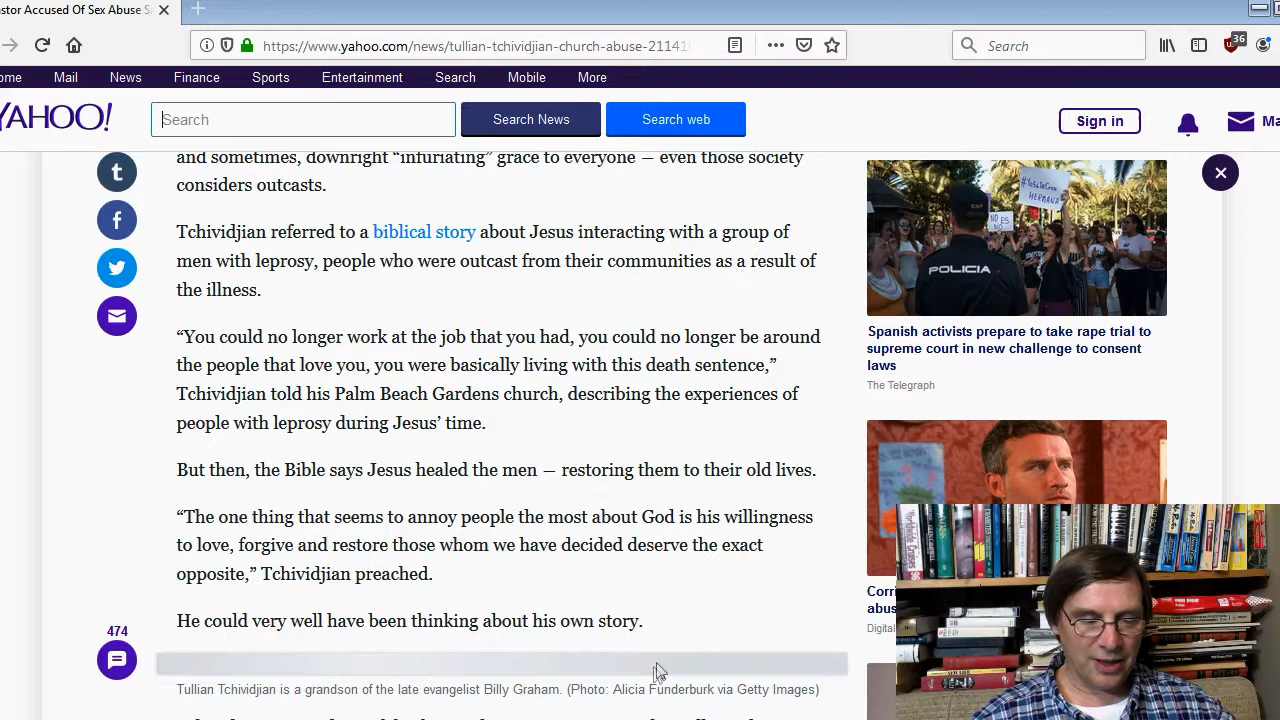 stor Accused Of Sex Abuse
https://www.yahoo.com/news/tullian-tchividjian-church-abuse-21141
Search
36
ome
Mail
News
Finance
Sports
Entertainment
Search
Mobile
More
YAHOO!
Search
Search News
Search web
Sign in
Ma
and sometimes, downright “infuriating” grace to everyone — even those society
considers outcasts.
Tchividjian referred to a biblical story about Jesus interacting with a group of
men with leprosy, people who were outcast from their communities as a result of
the illness.
“You could no longer work at the job that you had, you could no longer be around
the people that love you, you were basically living with this death sentence,”
Tchividjian told his Palm Beach Gardens church, describing the experiences of
people with leprosy during Jesus’ time.
But then, the Bible says Jesus healed the men — restoring them to their old lives.
“The one thing that seems to annoy people the most about God is his willingness
to love, forgive and restore those whom we have decided deserve the exact
opposite,” Tchividjian preached.
He could very well have been thinking about his own story.
474
Tullian Tchividjian is a grandson of the late evangelist Billy Graham. (Photo: Alicia Funderburk via Getty Images)
HERMANA
NO ES
NO
POLICIA
Spanish activists prepare to take rape trial to
supreme court in new challenge to consent
laws
The Telegraph
Corri
abus
Digital